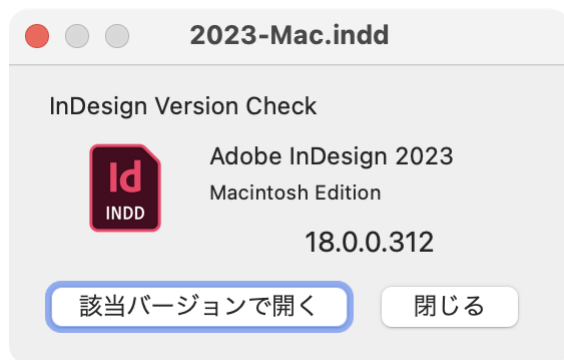 2023-Mac.indd
InDesign Version Check
Id
INDD
Adobe InDesign 2023
Macintosh Edition
18.0.0.312
該当バージョンで開く
閉じる